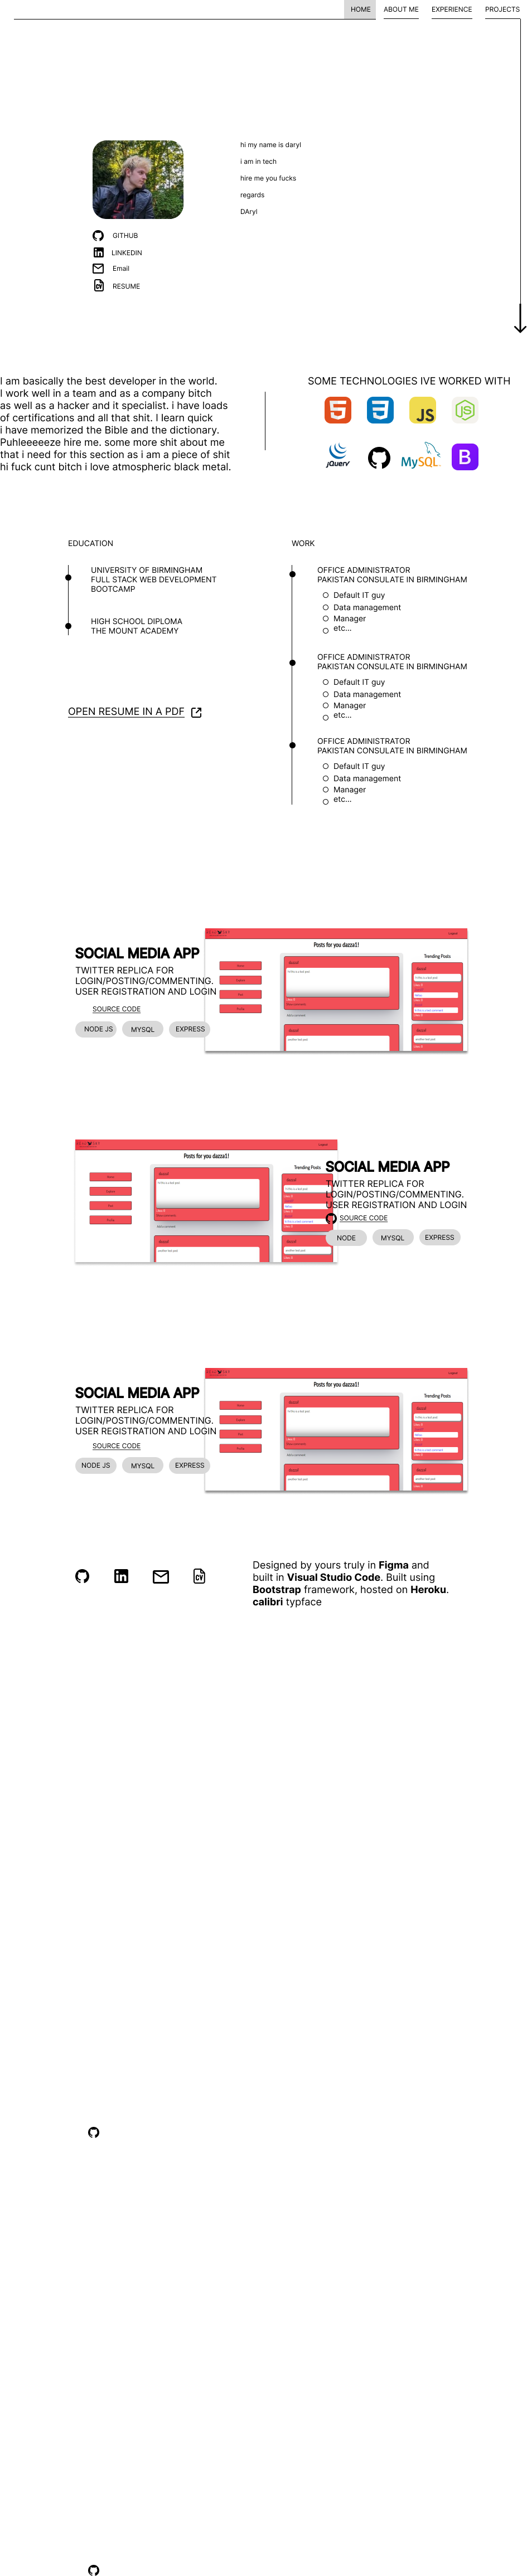 HOME ABOUT ME EXPERIENCE PROJECTS
hi my name is daryl
i am in tech
hire me you fucks
regards
DAryl
GITHUB
LINKEDIN
Email
RESUME
I am basically the best developer in the world.
I work well in a team and as a company bitch
as well as a hacker and it specialist. i have loads
of certifications and all that shit. I learn quick
i have memorized the Bible and the dictionary.
Puhleeeeeze hire me. some more shit about me
that i need for this section as i am a piece of shit
hi fuck cunt bitch i love atmospheric black metal.
SOME TECHNOLOGIES IVE WORKED WITH
JS
JS
jQuery
MySQL
B
EDUCATION
UNIVERSITY OF BIRMINGHAM
FULL STACK WEB DEVELOPMENT
BOOTCAMP
HIGH SCHOOL DIPLOMA
THE MOUNT ACADEMY
OPEN RESUME IN A PDF
WORK
OFFICE ADMINISTRATOR
PAKISTAN CONSULATE IN BIRMINGHAM
Default IT guy
Data management
Manager
etc...
OFFICE ADMINISTRATOR
PAKISTAN CONSULATE IN BIRMINGHAM
Default IT guy
Data management
Manager
etc...
OFFICE ADMINISTRATOR
PAKISTAN CONSULATE IN BIRMINGHAM
Default IT guy
Data management
Manager
etc...
SOCIAL MEDIA APP
TWITTER REPLICA FOR
LOGIN/POSTING/COMMENTING.
USER REGISTRATION AND LOGIN
SOURCE CODE
NODE JS MYSQL EXPRESS
Posts for you dazza1!
Trending Posts
Posts for you dazza1!
Trending Posts
SOCIAL MEDIA APP
TWITTER REPLICA FOR
LOGIN/POSTING/COMMENTING.
USER REGISTRATION AND LOGIN
SOURCE CODE
NODE MYSQL EXPRESS
SOCIAL MEDIA APP
TWITTER REPLICA FOR
LOGIN/POSTING/COMMENTING.
USER REGISTRATION AND LOGIN
SOURCE CODE
NODE JS MYSQL EXPRESS
Posts for you dazza1!
Trending Posts
in
CV
Designed by yours truly in Figma and
built in Visual Studio Code. Built using
Bootstrap framework, hosted on Heroku.
calibri typface